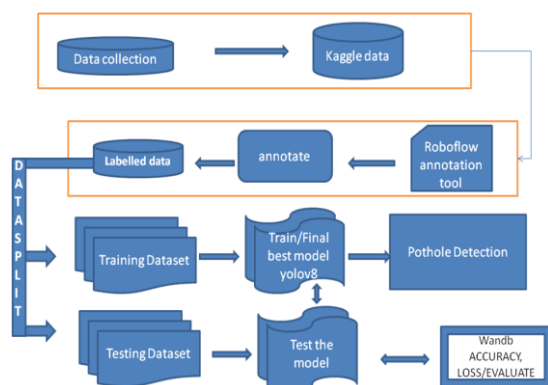 Data collection
Kaggle data
Roboflow
annotation
tool
annotate
Labelled data
DATASPLIT
Training Dataset
Train/Final
best model
yolov8
Pothole Detection
Testing Dataset
Test the
model
Wandb
ACCURACY,
LOSS/EVALUATE